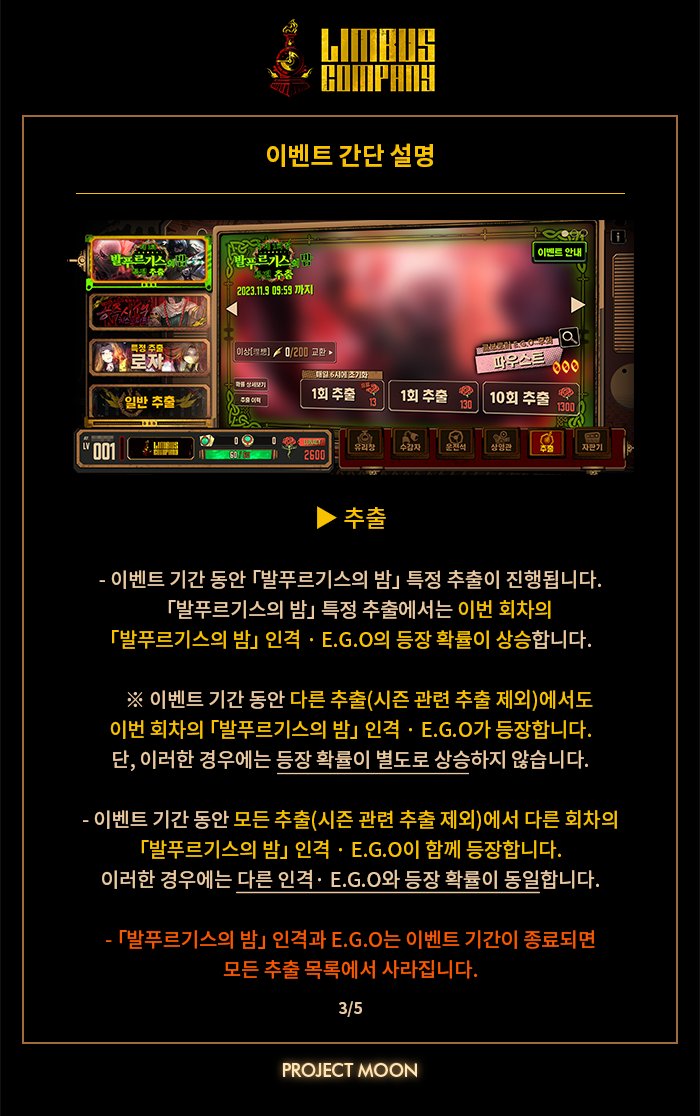 LIMBUS
COMPANY
이벤트 간단 설명
발푸르기스의 밤
추출
특정 추출
로쟈
일반 추출
발푸르기스의 밤
추출
2023.11.9 09:59 까지
이벤트 안내
이상[理想] 0/200 교환
파우스트
000
확률 상세보기
추출 이력
매일 6시에 초기화
1회 추출
13
1회 추출
130
10회 추출
1300
LV 001
LIMBUS
COMPANY
0
0
LUNACY
2600
유리창
수감자
운전석
상영관
추출
자판기
▶ 추출
- 이벤트 기간 동안 「발푸르기스의 밤」 특정 추출이 진행됩니다.
「발푸르기스의 밤」 특정 추출에서는 이번 회차의
「발푸르기스의 밤」 인격 · E.G.O의 등장 확률이 상승합니다.
※ 이벤트 기간 동안 다른 추출(시즌 관련 추출 제외)에서도
이번 회차의 「발푸르기스의 밤」 인격 · E.G.O가 등장합니다.
단, 이러한 경우에는 등장 확률이 별도로 상승하지 않습니다.
- 이벤트 기간 동안 모든 추출(시즌 관련 추출 제외)에서 다른 회차의
「발푸르기스의 밤」 인격 · E.G.O이 함께 등장합니다.
이러한 경우에는 다른 인격· E.G.O와 등장 확률이 동일합니다.
- 「발푸르기스의 밤」 인격과 E.G.O는 이벤트 기간이 종료되면
모든 추출 목록에서 사라집니다.
3/5
PROJECT MOON